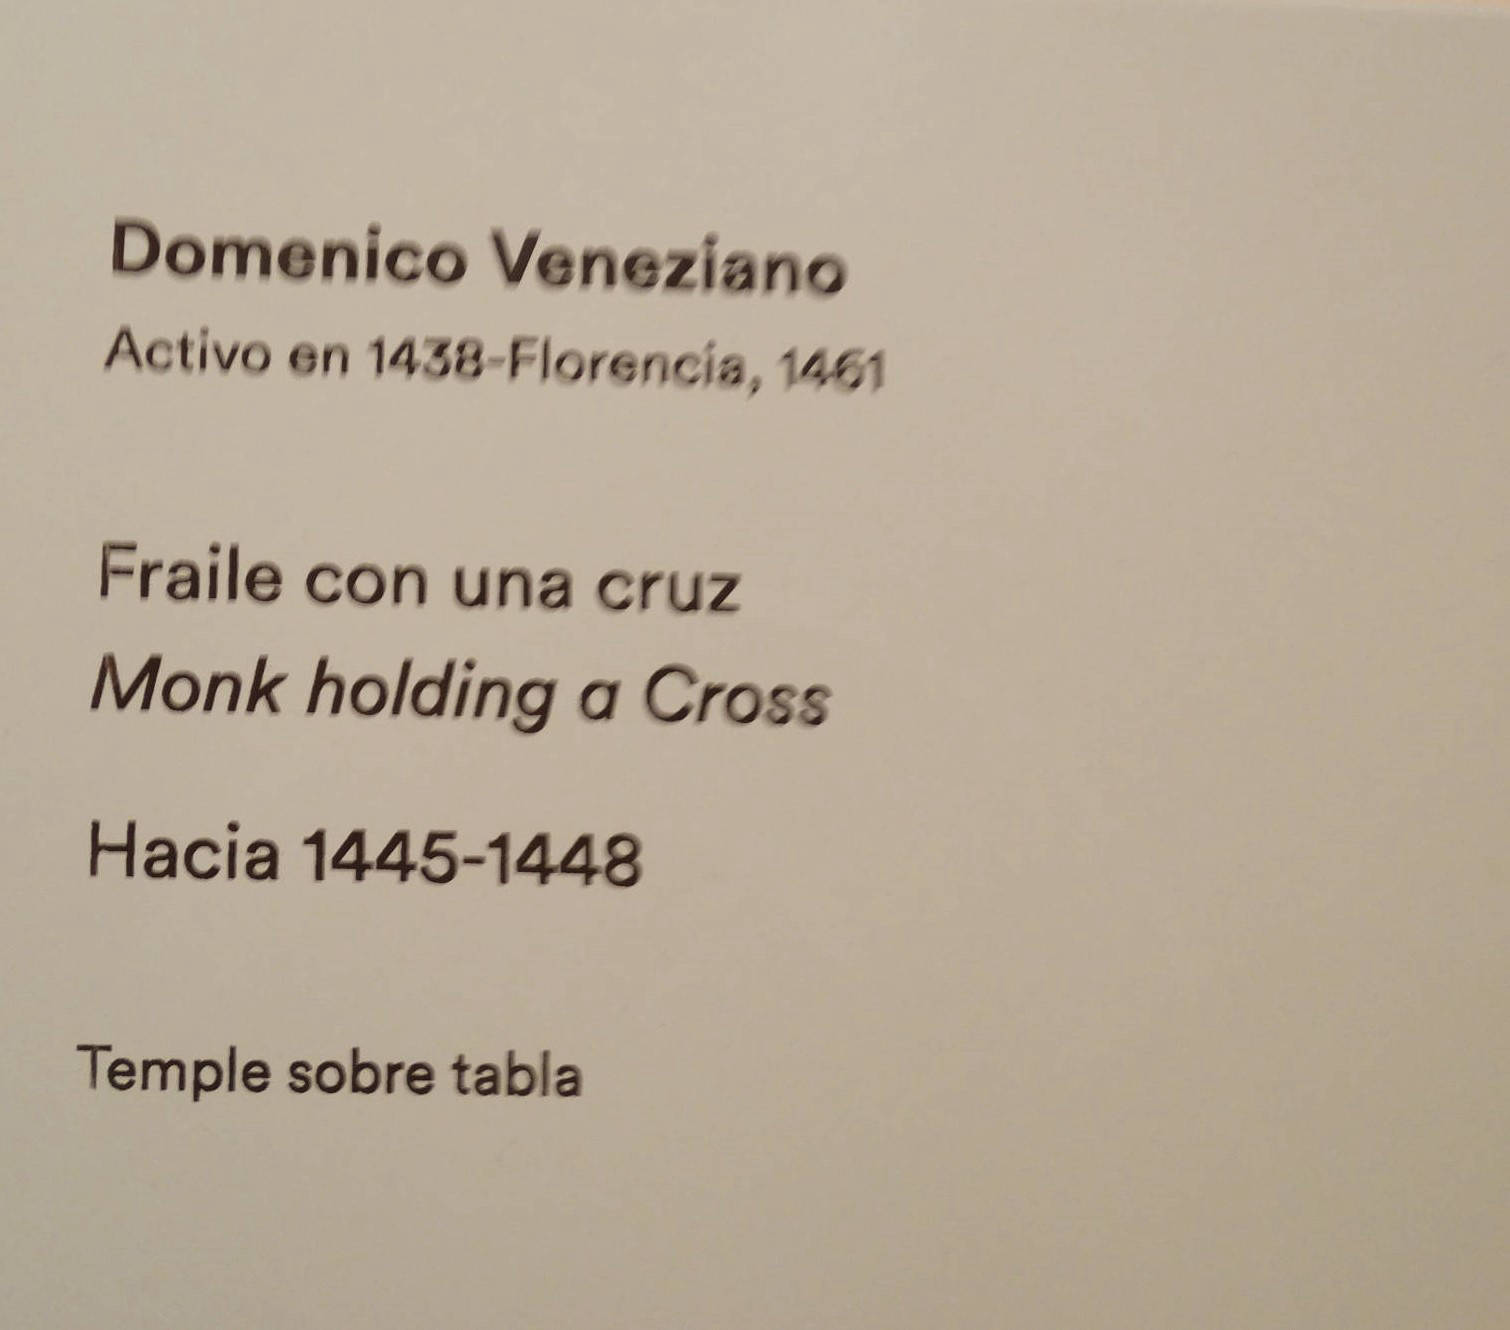 Domenico Veneziano
Activo en 1438-Florencia, 1461
Fraile con una cruz
Monk holding a Cross
Hacia 1445-1448
Temple sobre tabla